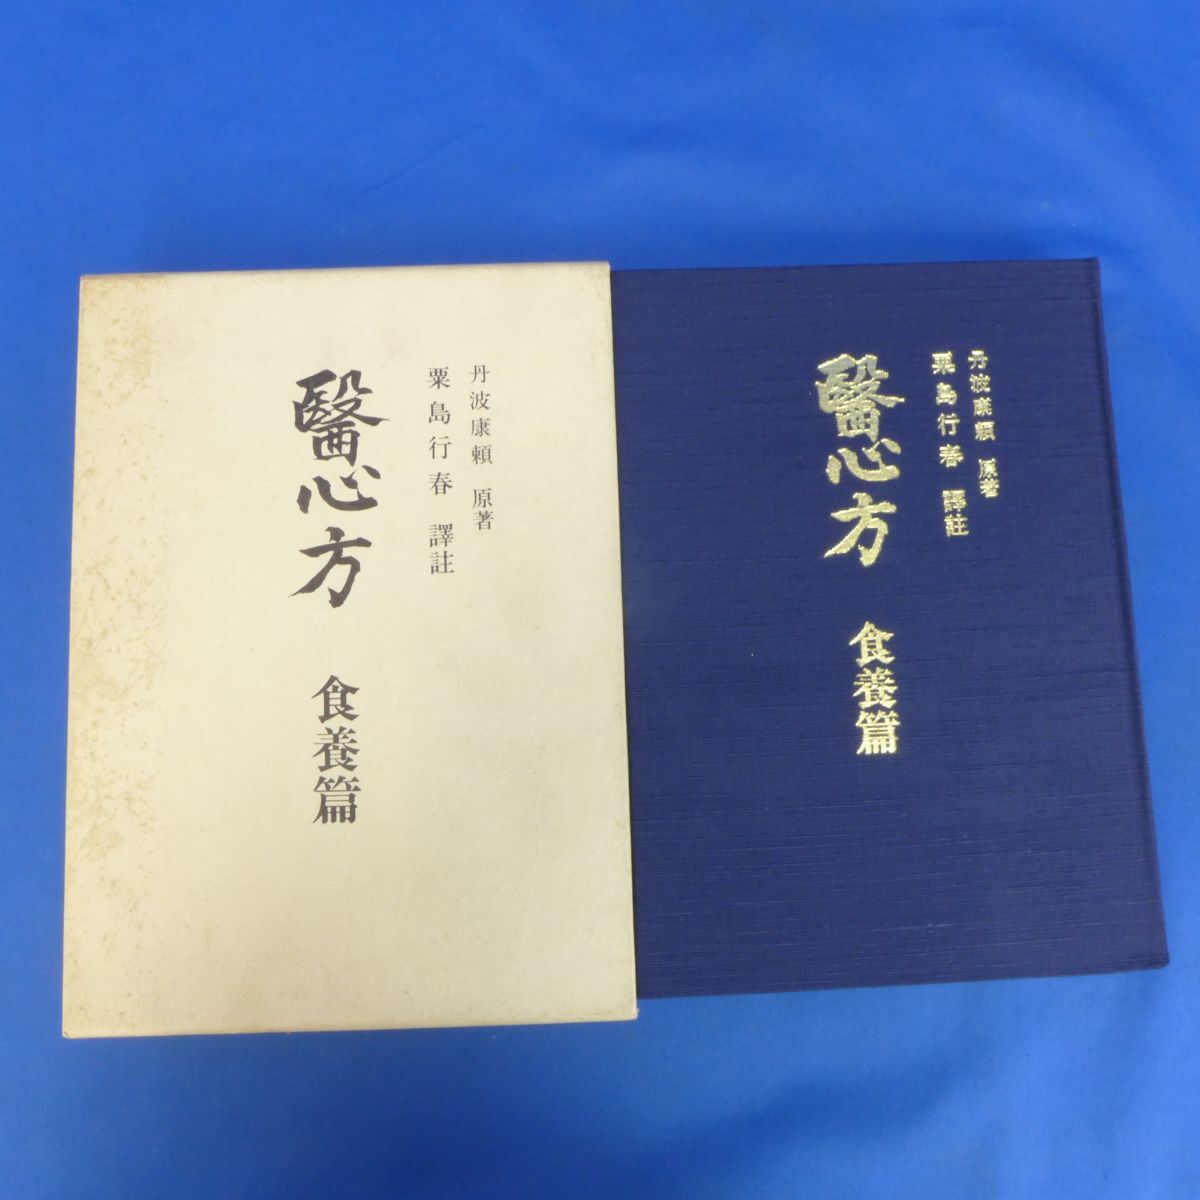 丹波康頼 原著
粟島行春 譯註
醫心方 食養篇
丹波康頼 原著
粟島行春 譯註
醫心方 食養篇